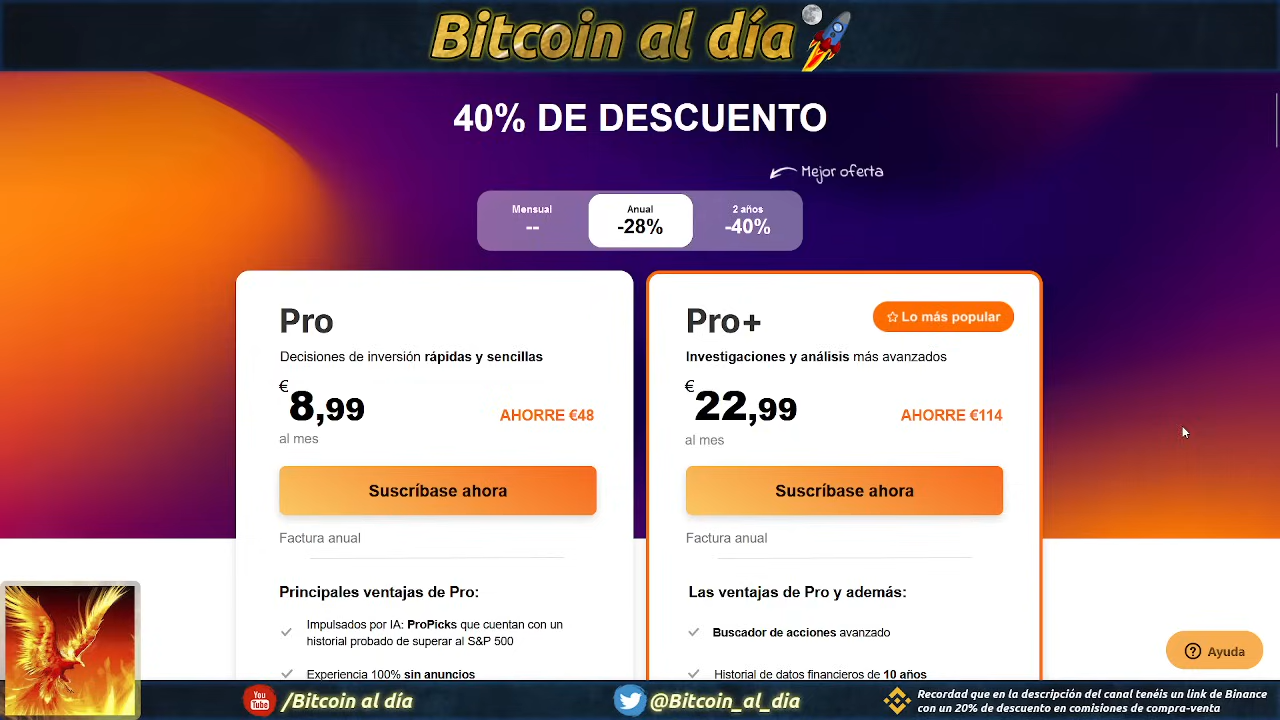 Bitcoin al día
40% DE DESCUENTO
Mejor oferta
Mensual
--
Anual
-28%
2 años
-40%
Pro
Decisiones de inversión rápidas y sencillas
€
8,99
AHORRE €48
al mes
Suscríbase ahora
Factura anual
Principales ventajas de Pro:
Impulsados por IA: ProPicks que cuentan con un
historial probado de superar al S&P 500
Experiencia 100% sin anuncios
Pro+
Lo más popular
Investigaciones y análisis más avanzados
€
22,99
AHORRE €114
al mes
Suscríbase ahora
Factura anual
Las ventajas de Pro y además:
Buscador de acciones avanzado
Historial de datos financieros de 10 años
? Ayuda
You
Tube
/Bitcoin al día
@Bitcoin_al_dia
Recordad que en la descripción del canal tenéis un link de Binance
con un 20% de descuento en comisiones de compra-venta